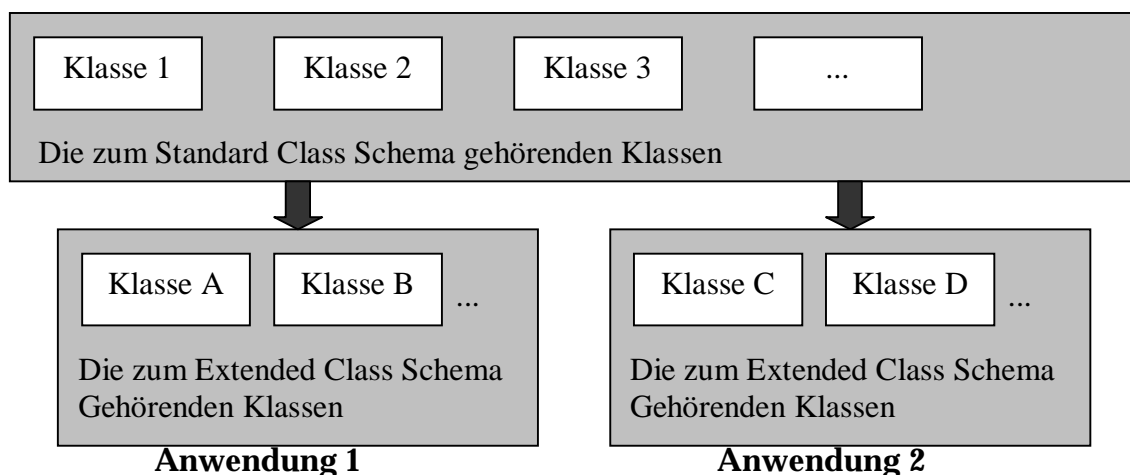 Klasse 1
Klasse 2
Klasse 3
...
Die zum Standard Class Schema gehörenden Klassen
Klasse A
Klasse B
...
Die zum Extended Class Schema
Gehörenden Klassen
Anwendung 1
Klasse C
Klasse D
...
Die zum Extended Class Schema
Gehörenden Klassen
Anwendung 2